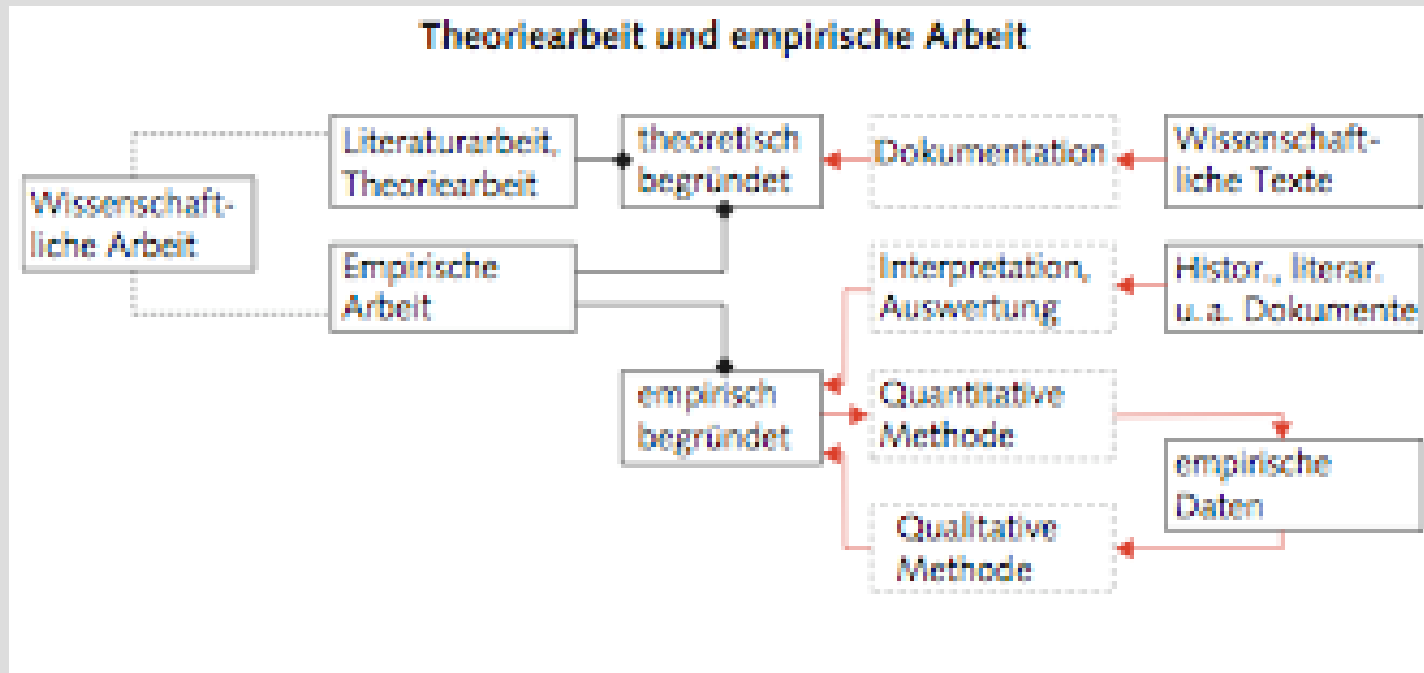 Theoriearbeit und empirische Arbeit
Wissenschaft-
liche Arbeit
Literaturarbeit,
Theoriearbeit
Empirische
Arbeit
theoretisch
begründet
empirisch
begründet
Dokumentation
Interpretation,
Auswertung
Quantitative
Methode
Qualitative
Methode
Wissenschaft-
liche Texte
Histor., literar.
u. a. Dokumente
empirische
Daten